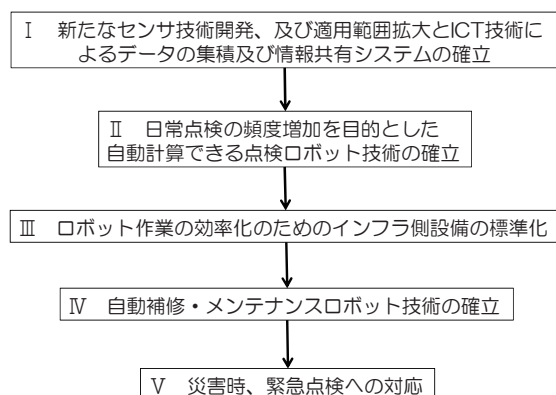 Ⅰ　新たなセンサ技術開発、及び適用範囲拡大とICT技術に
よるデータの集積及び情報共有システムの確立
Ⅱ　日常点検の頻度増加を目的とした
自動計算できる点検ロボット技術の確立
Ⅲ　ロボット作業の効率化のためのインフラ側設備の標準化
Ⅳ　自動補修・メンテナンスロボット技術の確立
Ⅴ　災害時、緊急点検への対応